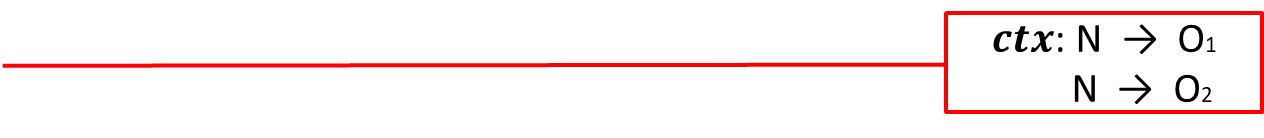 ctx: N → O1
N → O2